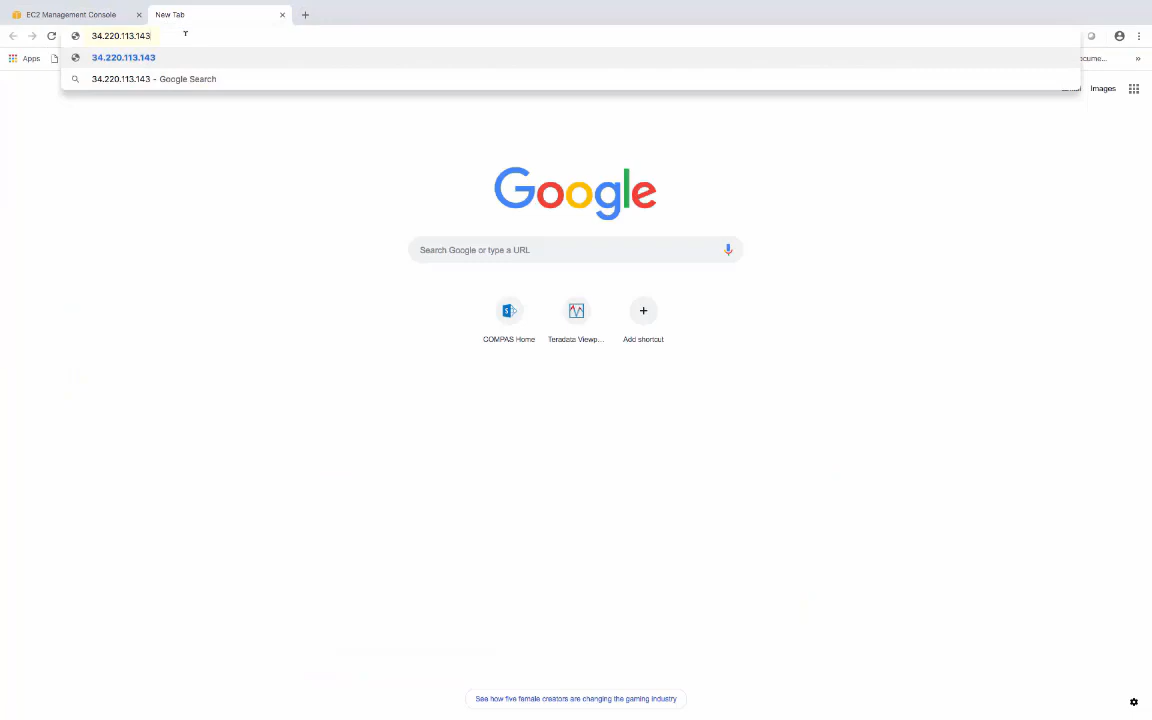 EC2 Management Console
New Tab
34.220.113.143
34.220.113.143
34.220.113.143 - Google Search
Apps
Images
Google
Search Google or type a URL
COMPAS Home
Teradata Viewp...
Add shortcut
See how five female creators are changing the gaming industry